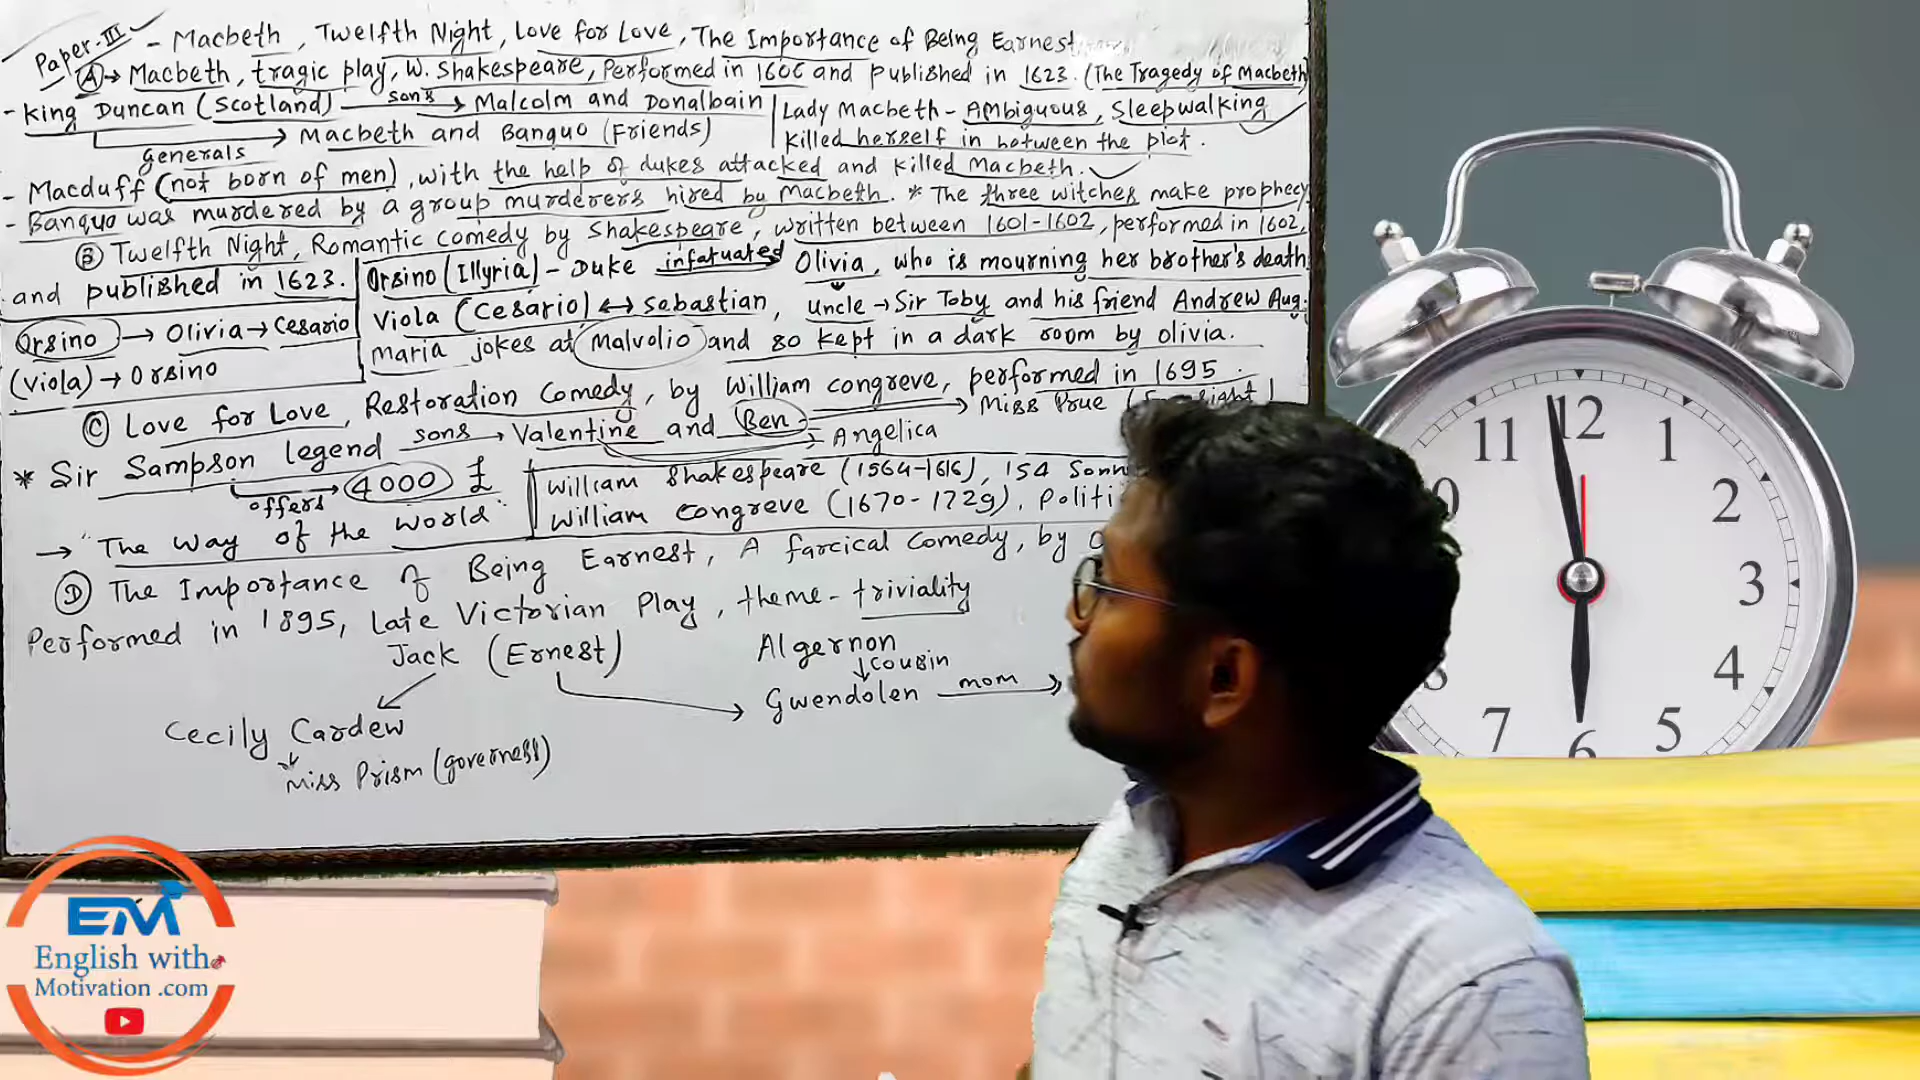 Paper-III
- Macbeth, Twelfth Night, Love for Love, The Importance of Being Earnest
(A)→ Macbeth, tragic play, W. Shakespeare, Performed in 1606 and published in 1623. (The Tragedy of Macbeth)
- King Duncan (Scotland) sons → Malcolm and Donalbain
generals → Macbeth and Banquo (Friends)
Lady Macbeth - Ambiguous, Sleepwalking
killed herself in between the plot.
- Macduff (not born of men), with the help of dukes attacked and killed Macbeth.
- Banquo was murdered by a group murderers hired by Macbeth. * The three witches make prophecy
(B) Twelfth Night, Romantic Comedy by Shakespeare, written between 1601-1602, performed in 1602,
and published in 1623.
Orsino (Illyria) - Duke infatuated Olivia, who is mourning her brother's death
Viola (Cesario) ↔ Sebastian, uncle → Sir Toby and his friend Andrew Aug.
maria jokes at Malvolio and so kept in a dark room by olivia.
Orsino → Olivia → Cesario
(Viola) → Orsino
(C) Love for Love, Restoration Comedy, by William congreve, performed in 1695.
* Sir Sampson legend sons → Valentine and Ben → Miss Prue
→ Angelica
offers → 4000 £
→ "The way of the world"
William Shakespeare (1564-1616), 154
William Congreve (1670-1729).
(D) The Importance of Being Earnest, A farcical comedy, by
Performed in 1895, Late Victorian Play, theme - triviality
Jack (Ernest)
Algernon
↓ cousin
Gwendolen mom →
Cecily Cardew
Miss Prism (governess)
11 12 1
2
3
4
5
6
7
EM
English with
Motivation .com